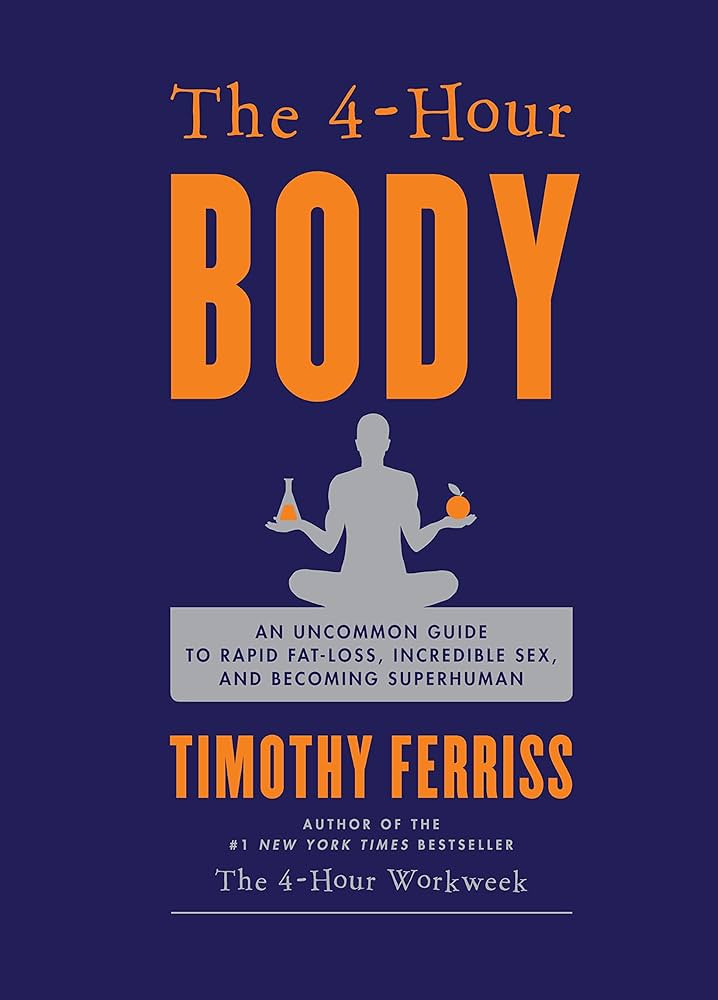 The 4-Hour
BODY
AN UNCOMMON GUIDE
TO RAPID FAT-LOSS, INCREDIBLE SEX,
AND BECOMING SUPERHUMAN
TIMOTHY FERRISS
AUTHOR OF THE
#1 NEW YORK TIMES BESTSELLER
The 4-Hour Workweek